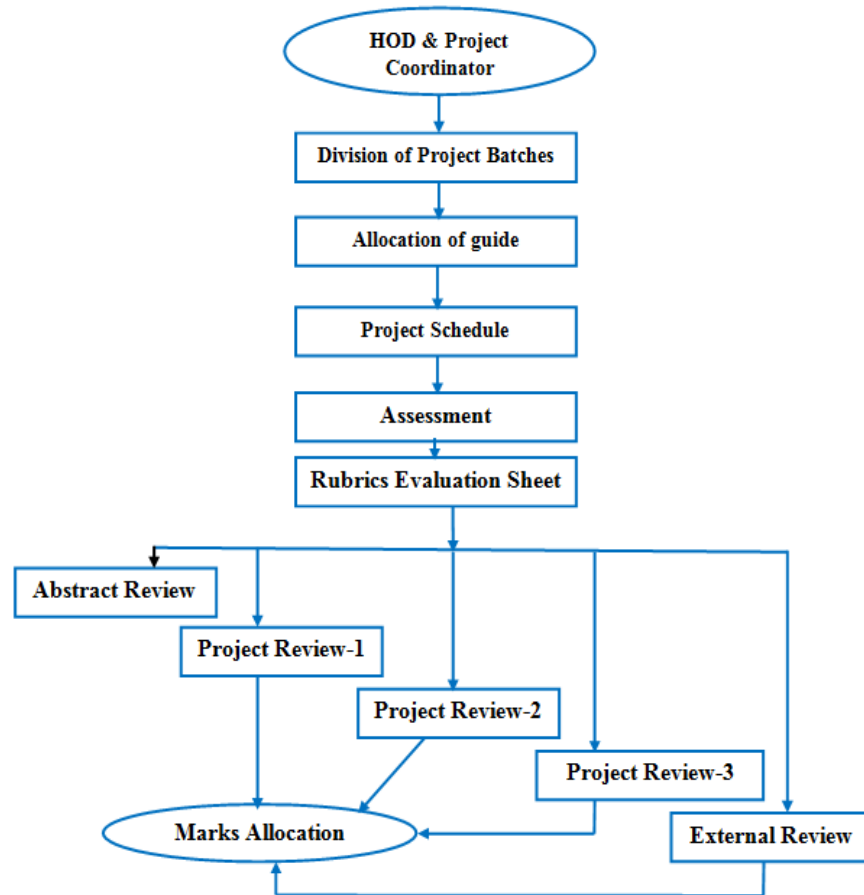 HOD & Project
Coordinator
Division of Project Batches
Allocation of guide
Project Schedule
Assessment
Rubrics Evaluation Sheet
Abstract Review
Project Review-1
Project Review-2
Project Review-3
Marks Allocation
External Review